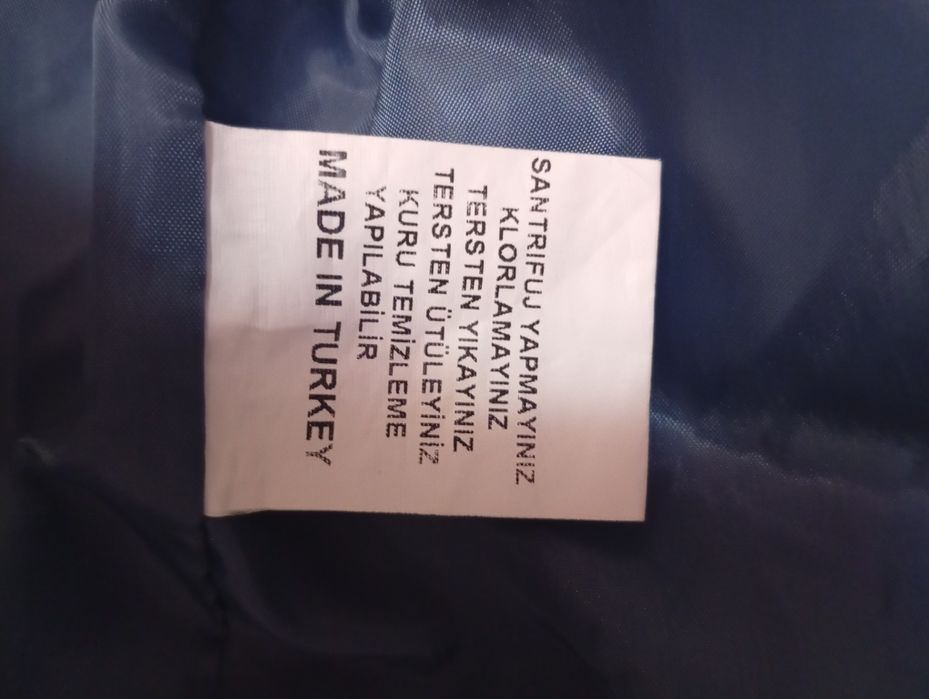 SANTRIFUJ YAPMAYINIZ
KLORLAMAYINIZ
TERSTEN YIKAYINIZ
TERSTEN ÜTÜLEYİNİZ
KURU TEMİZLEME
YAPILABİLİR
MADE IN TURKEY